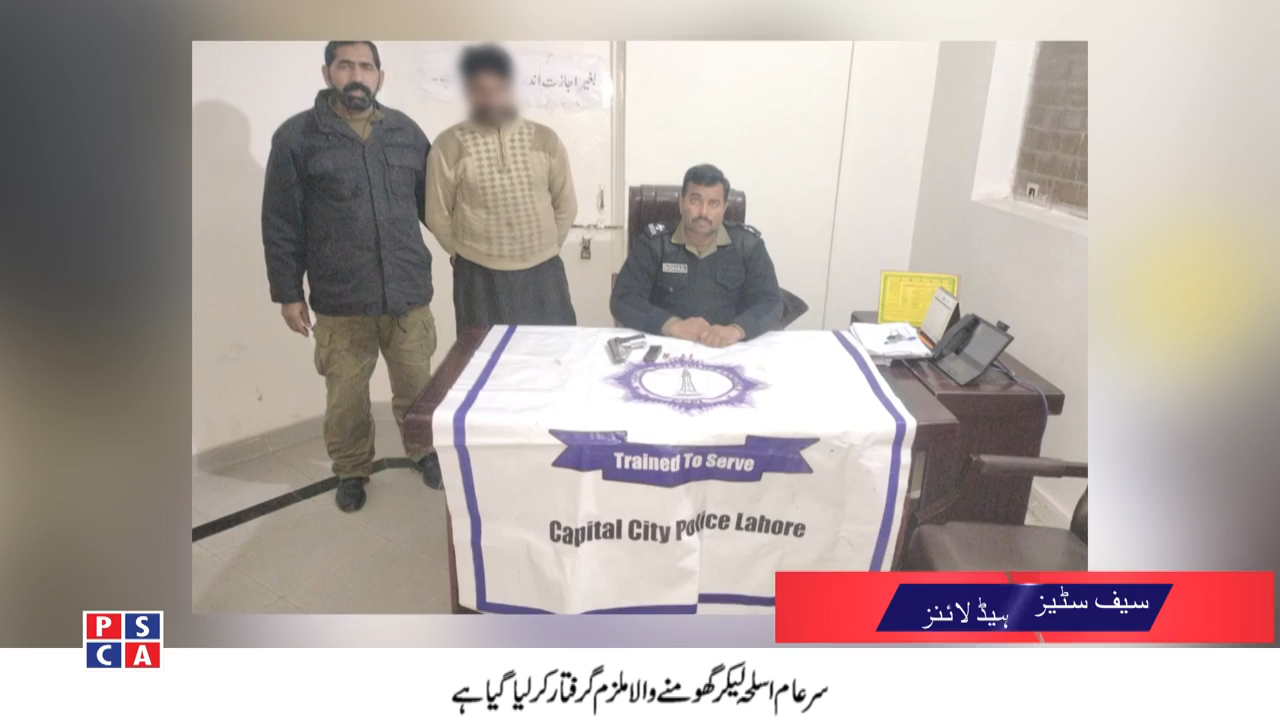 بغیر اجازت اند
ہے۔
SOHAIL
Trained To Serve
Capital City Police Lahore
سیف سٹیز ہیڈ لائنز
P S
C A
سرعام اسلحہ لیکر گھومنے والا ملزم گرفتار کر لیا گیا ہے